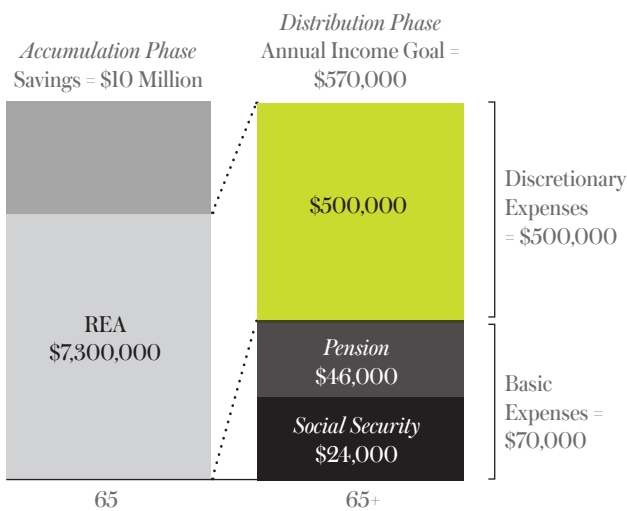 Accumulation Phase
Savings = $10 Million
Distribution Phase
Annual Income Goal =
$570,000
REA
$7,300,000
$500,000
Pension
$46,000
Social Security
$24,000
Discretionary
Expenses
= $500,000
Basic
Expenses =
$70,000
65
65+